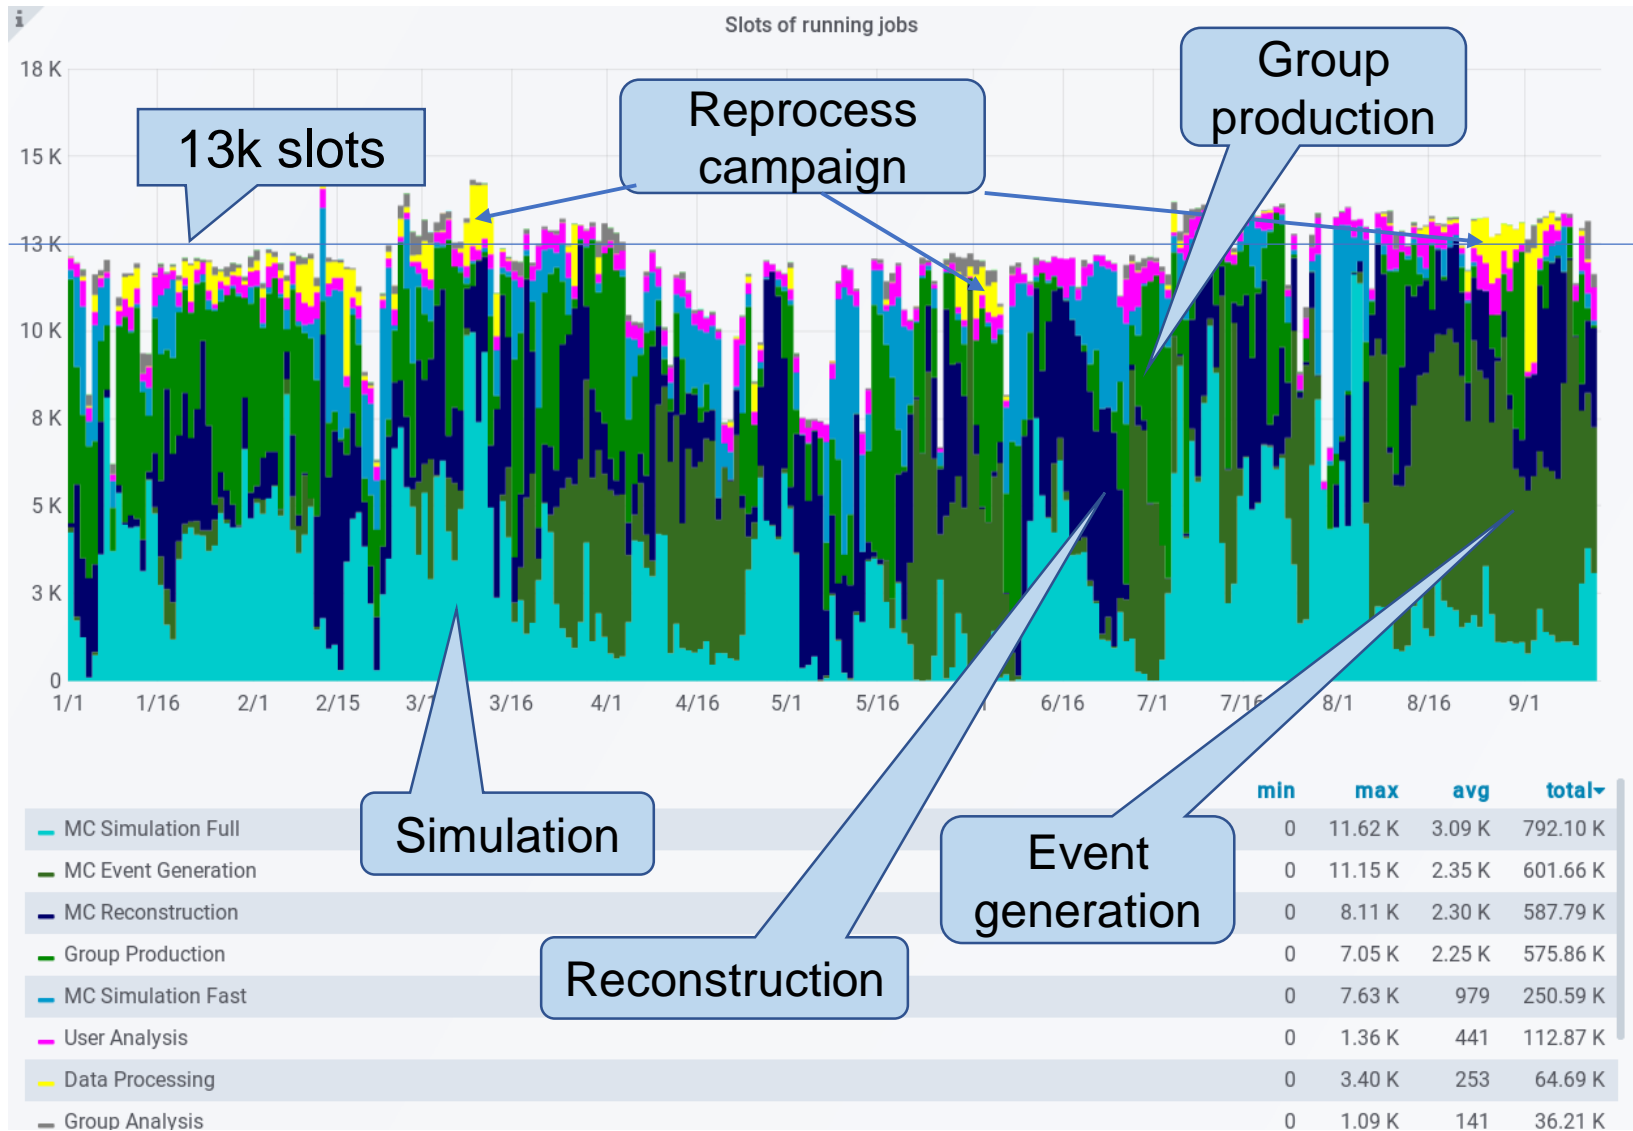 i
Slots of running jobs
18 K
15 K
13 K
10 K
8 K
5 K
3 K
0
13k slots
Reprocess
campaign
Group
production
1/1 1/16 2/1 2/15 3/ 3/16 4/1 4/16 5/1 5/16 1 6/16 7/1 7/16 8/1 8/16 9/1
Simulation
Reconstruction
Event
generation
min max avg total
MC Simulation Full 0 11.62 K 3.09 K 792.10 K
MC Event Generation 0 11.15 K 2.35 K 601.66 K
MC Reconstruction 0 8.11 K 2.30 K 587.79 K
Group Production 0 7.05 K 2.25 K 575.86 K
MC Simulation Fast 0 7.63 K 979 250.59 K
User Analysis 0 1.36 K 441 112.87 K
Data Processing 0 3.40 K 253 64.69 K
Group Analysis 0 1.09 K 141 36.21 K